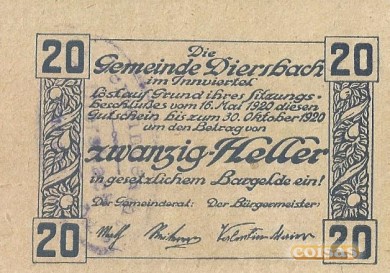 20 20
Die
Gemeinde Diersbach
im Innviertel
löst auf Grund ihres Sitzungs-
beschlußes vom 16. Mai 1920 diesen
Gutschein bis zum 30. Oktober 1920
um den Betrag von
zwanzig Heller
in gesetzlichem Bargelde ein!
Der Gemeinderat: Der Bürgermeister:
20 20
coisas